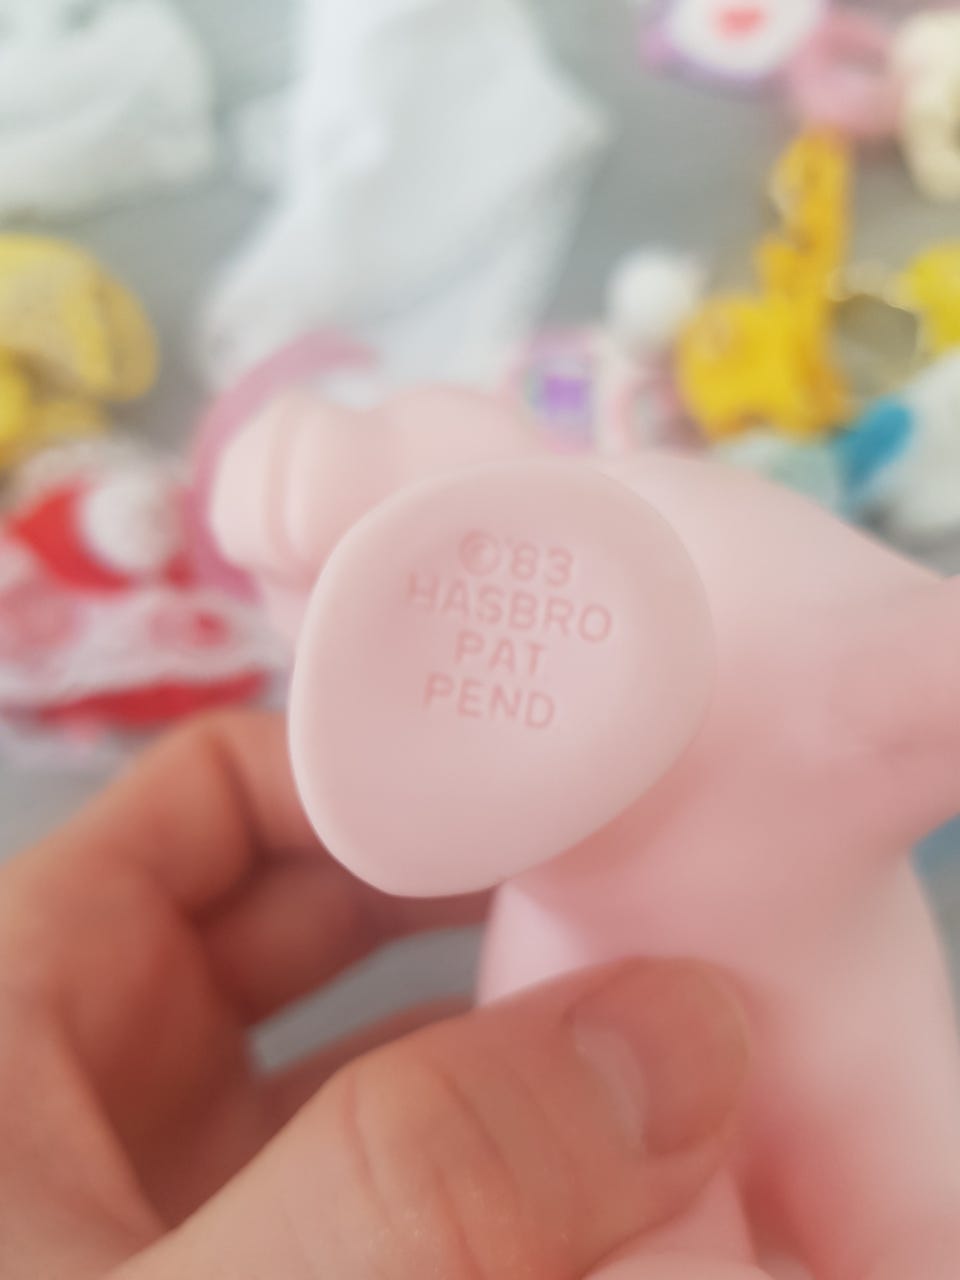 ©'83
HASBRO
PAT.
PEND